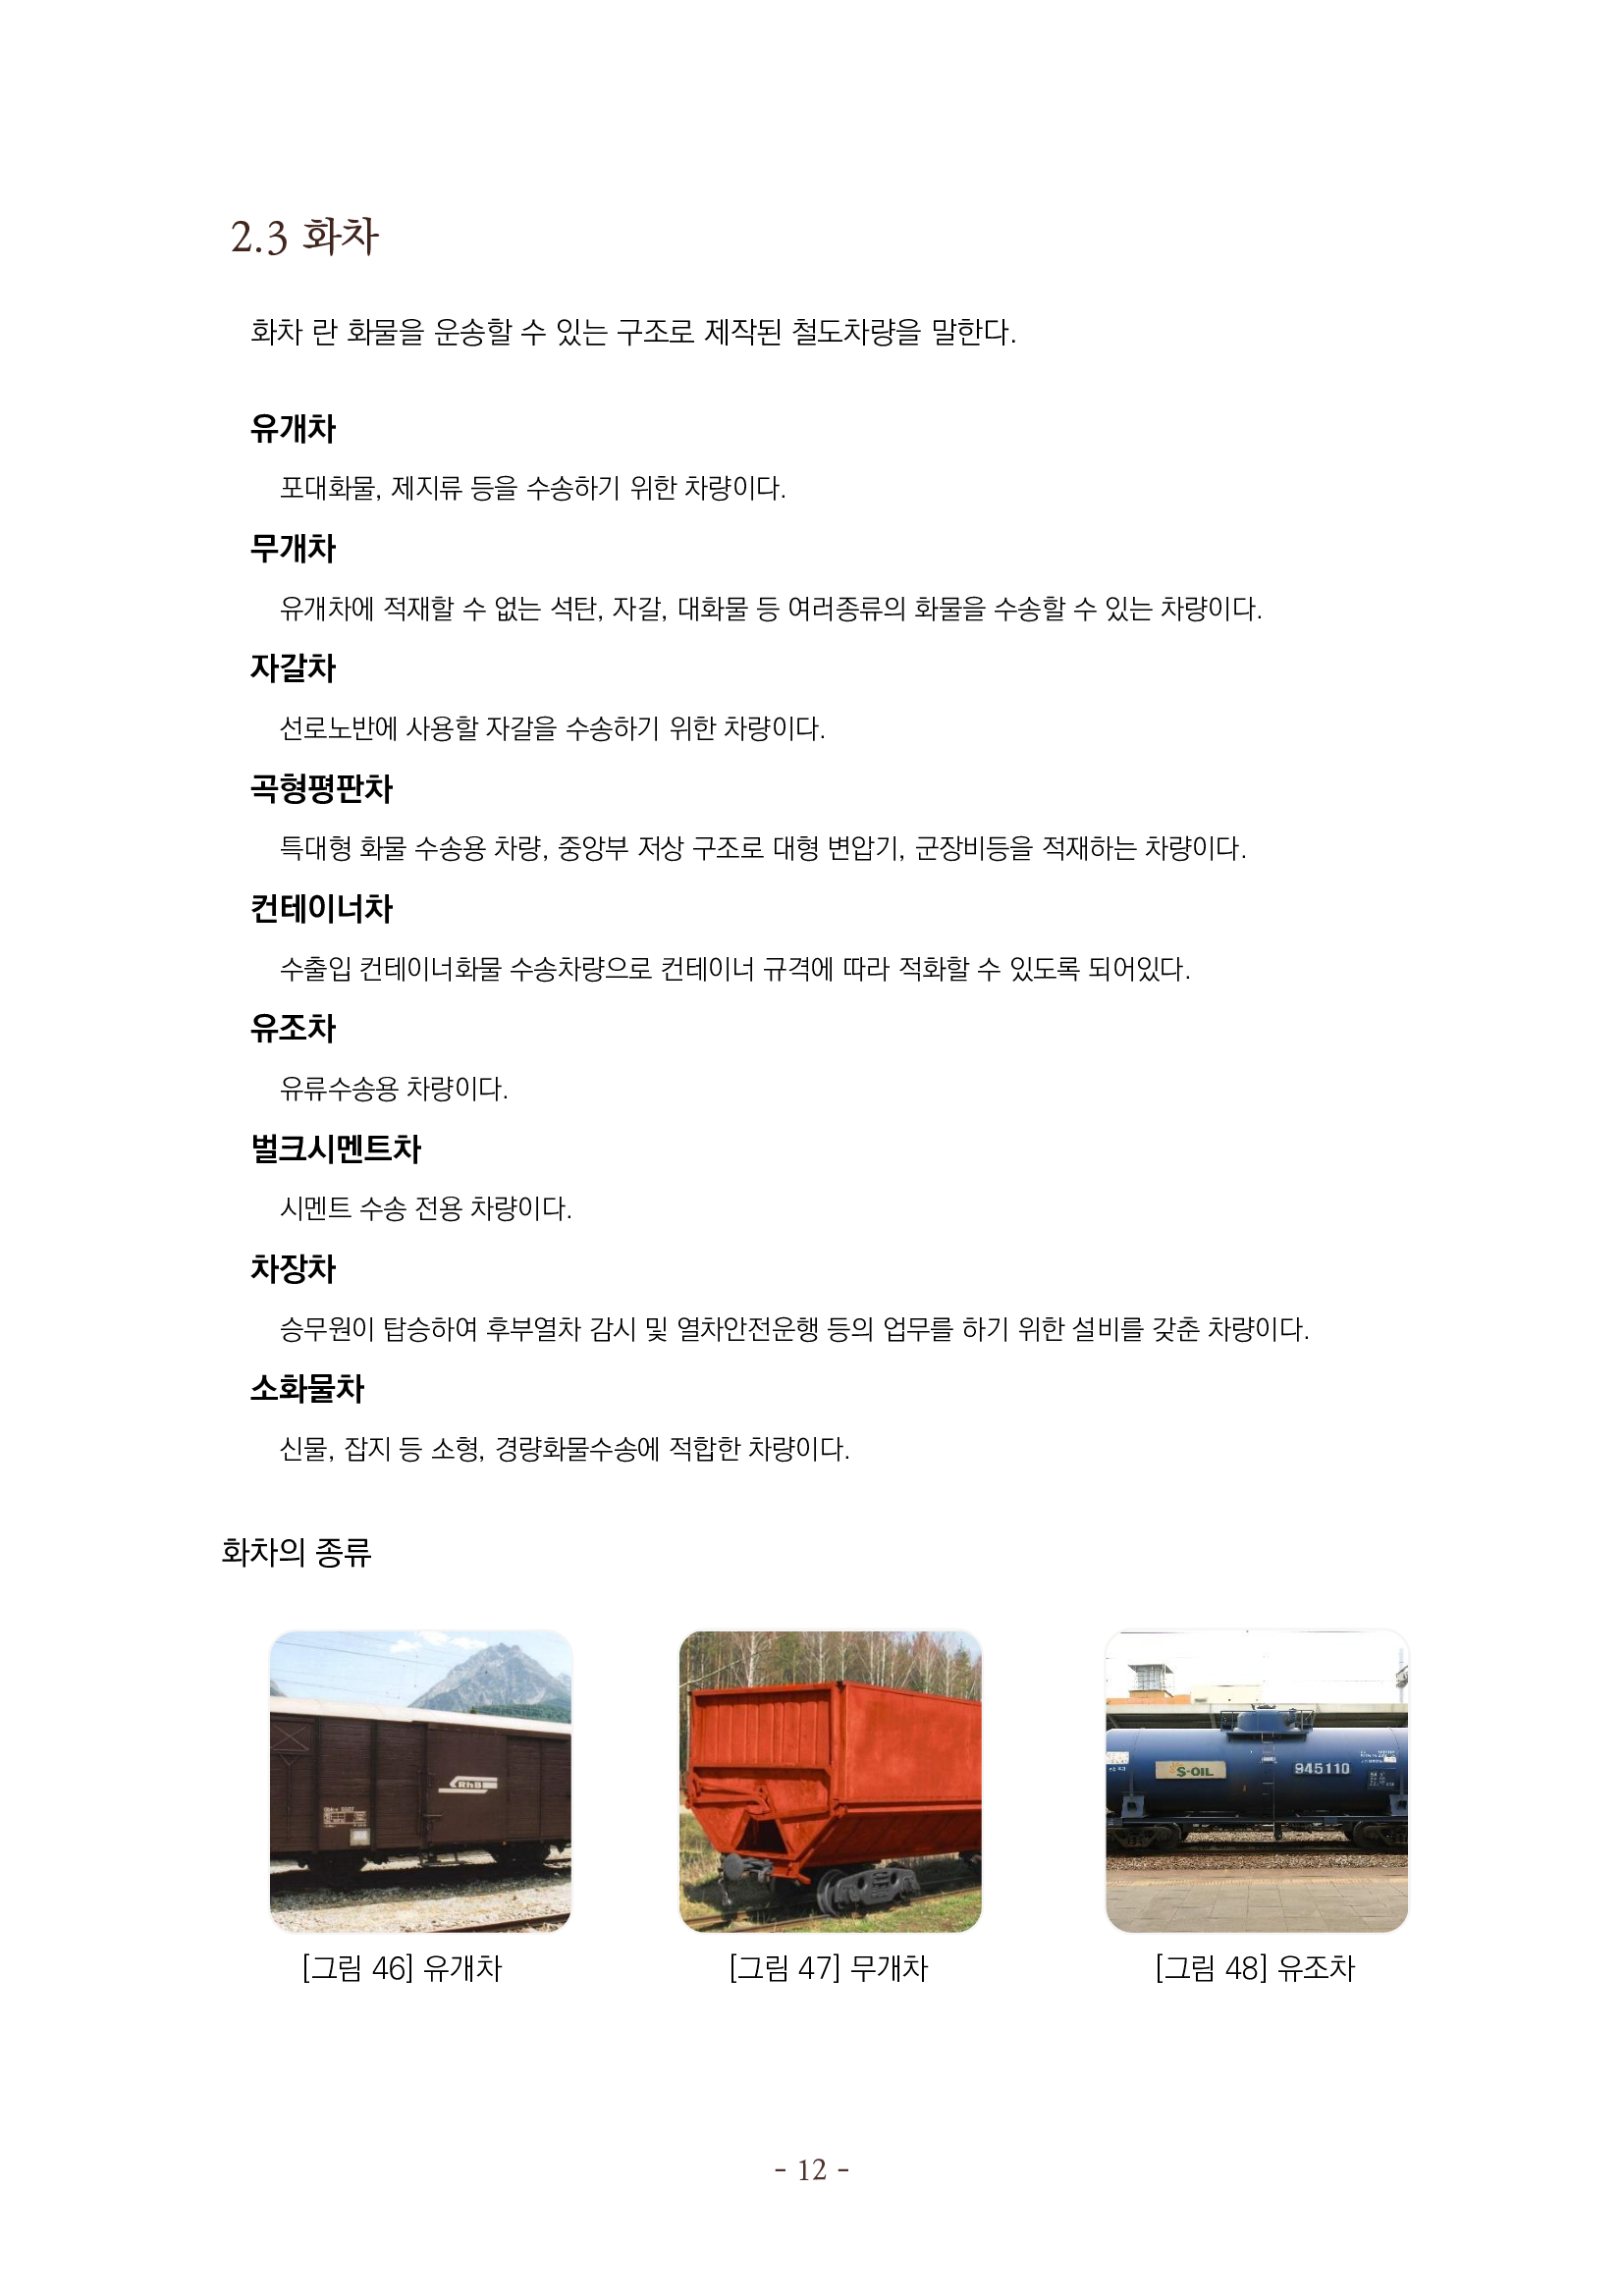 2.3 화차
화차 란 화물을 운송할 수 있는 구조로 제작된 철도차량을 말한다.
유개차
포대화물, 제지류 등을 수송하기 위한 차량이다.
무개차
유개차에 적재할 수 없는 석탄, 자갈, 대화물 등 여러종류의 화물을 수송할 수 있는 차량이다.
자갈차
선로노반에 사용할 자갈을 수송하기 위한 차량이다.
곡형평판차
특대형 화물 수송용 차량, 중앙부 저상 구조로 대형 변압기, 군장비등을 적재하는 차량이다.
컨테이너차
수출입 컨테이너화물 수송차량으로 컨테이너 규격에 따라 적화할 수 있도록 되어있다.
유조차
유류수송용 차량이다.
벌크시멘트차
시멘트 수송 전용 차량이다.
차장차
승무원이 탑승하여 후부열차 감시 및 열차안전운행 등의 업무를 하기 위한 설비를 갖춘 차량이다.
소화물차
신물, 잡지 등 소형, 경량화물수송에 적합한 차량이다.
화차의 종류
RhB
S-OIL 945110
[그림 46] 유개차 [그림 47] 무개차 [그림 48] 유조차
- 12 -